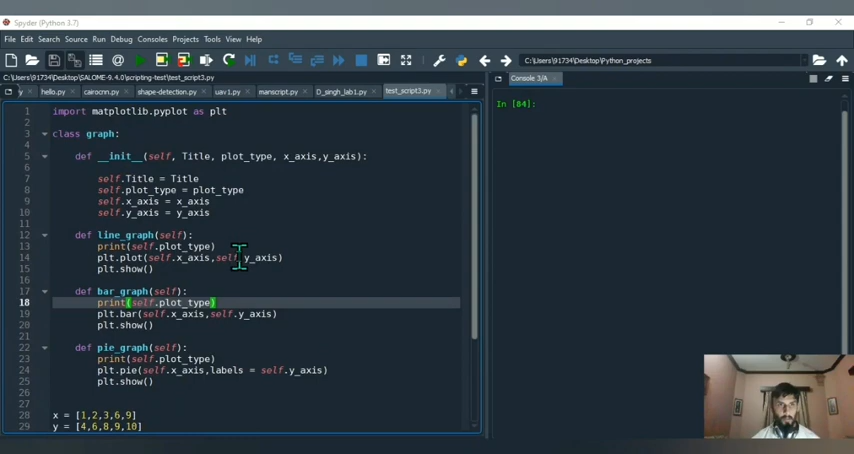 Spyder (Python 3.7)
File Edit Search Source Run Debug Consoles Projects Tools View Help
C:\Users\91734\Desktop\Python_projects
C:\Users\91734\Desktop\SALOME-9.4.0\scripting-test\test_script3.py
Console 3/A
y hello.py cairocnn.py shape-detection.py uav1.py manscript.py D_singh_lab1.py test_script3.py
In [84]:
1 import matplotlib.pyplot as plt
2
3 class graph:
4
5 def __init__(self, Title, plot_type, x_axis,y_axis):
6
7 self.Title = Title
8 self.plot_type = plot_type
9 self.x_axis = x_axis
10 self.y_axis = y_axis
11
12 def line_graph(self):
13 print(self.plot_type)
14 plt.plot(self.x_axis,self.y_axis)
15 plt.show()
16
17 def bar_graph(self):
18 print(self.plot_type)
19 plt.bar(self.x_axis,self.y_axis)
20 plt.show()
21
22 def pie_graph(self):
23 print(self.plot_type)
24 plt.pie(self.x_axis,labels = self.y_axis)
25 plt.show()
26
27
28 x = [1,2,3,6,9]
29 y = [4,6,8,9,10]